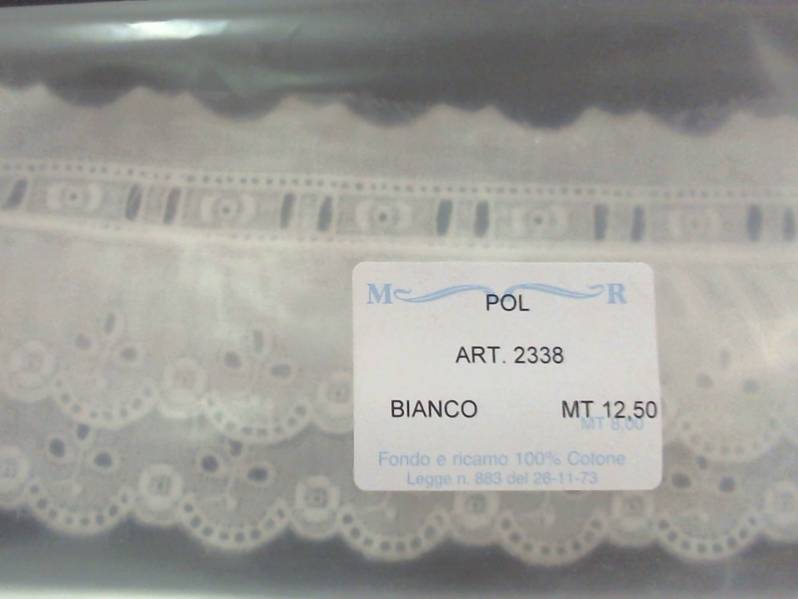 M R
POL
ART. 2338
BIANCO MT 12,50
MT 8,00
Fondo e ricamo 100% Cotone
Legge n. 883 del 26-11-73